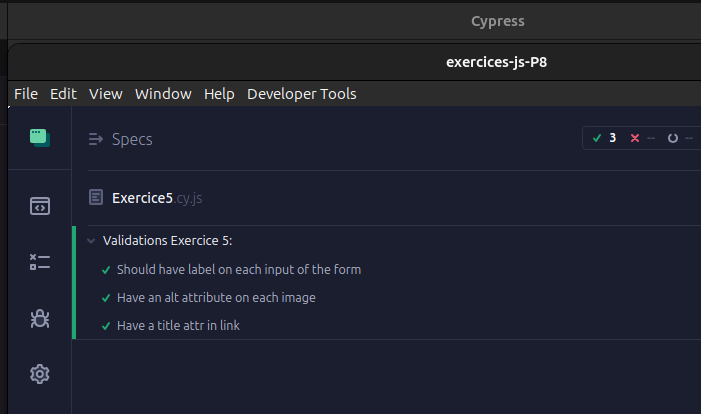 Cypress
exercices-js-P8
File Edit View Window Help Developer Tools
Specs
3 -- --
Exercice5.cy.js
Validations Exercice 5:
Should have label on each input of the form
Have an alt attribute on each image
Have a title attr in link